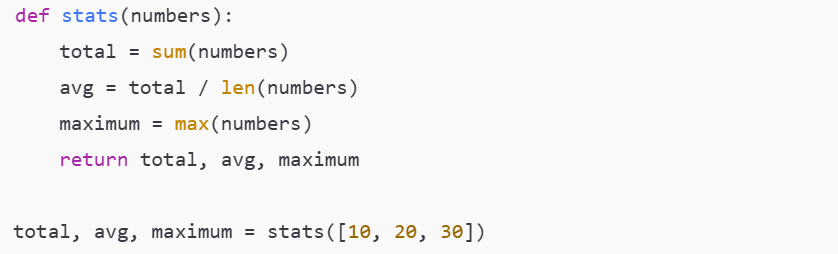 def stats(numbers):
    total = sum(numbers)
    avg = total / len(numbers)
    maximum = max(numbers)
    return total, avg, maximum

total, avg, maximum = stats([10, 20, 30])